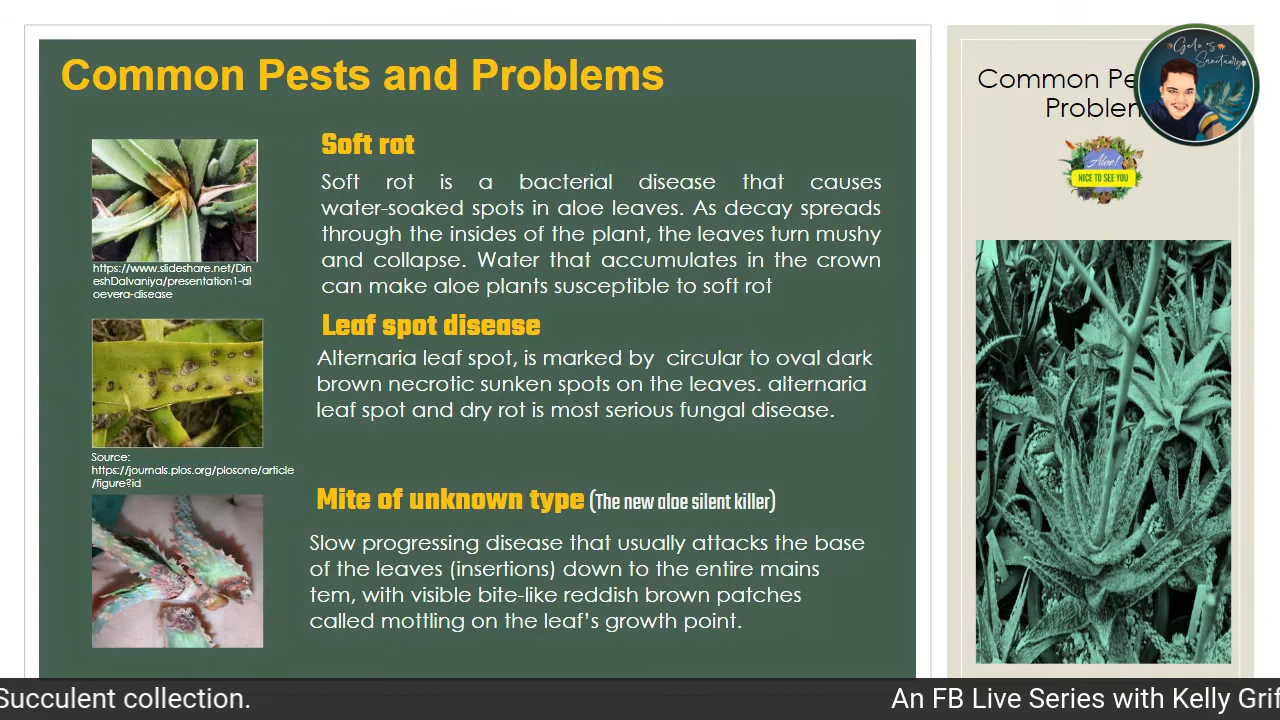 Common Pests and Problems
Soft rot
Soft rot is a bacterial disease that causes
water-soaked spots in aloe leaves. As decay spreads
through the insides of the plant, the leaves turn mushy
and collapse. Water that accumulates in the crown
can make aloe plants susceptible to soft rot
https://www.slideshare.net/Din
eshDalvaniya/presentation1-al
oevera-disease
Leaf spot disease
Alternaria leaf spot, is marked by circular to oval dark
brown necrotic sunken spots on the leaves. alternaria
leaf spot and dry rot is most serious fungal disease.
Source:
https://journals.plos.org/plosone/article
/figure?id
Mite of unknown type (The new aloe silent killer)
Slow progressing disease that usually attacks the base
of the leaves (insertions) down to the entire mains
tem, with visible bite-like reddish brown patches
called mottling on the leaf's growth point.
Common Pe
Problem
Gelo's
Sanctuary
Aloe!
NICE TO SEE YOU
Succulent collection.
An FB Live Series with Kelly Grif